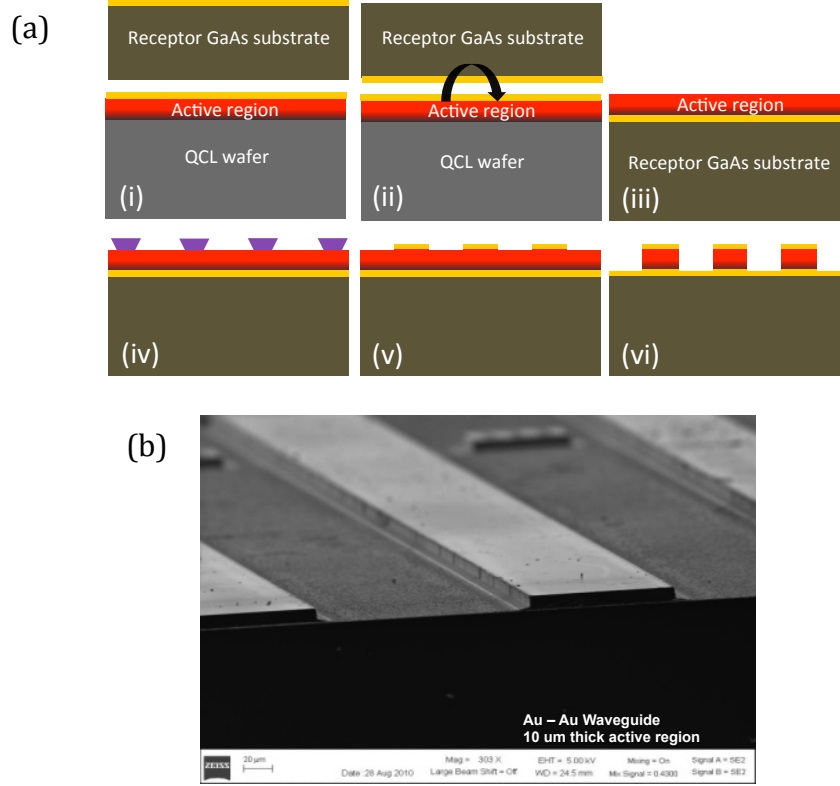 (a)
Receptor GaAs substrate
Active region
QCL wafer
(i)
Receptor GaAs substrate
Active region
QCL wafer
(ii)
Active region
Receptor GaAs substrate
(iii)
(iv)
(v)
(vi)
(b)
Au – Au Waveguide
10 um thick active region
ZEISS
20µm
Mag = 303 X
EHT = 5.00 kV
Mixing = On
Signal A = SE2
Date :28 Aug 2010
Large Beam Shift = Off
WD = 24.5 mm
Mix Signal = 0.4300
Signal B = SE2